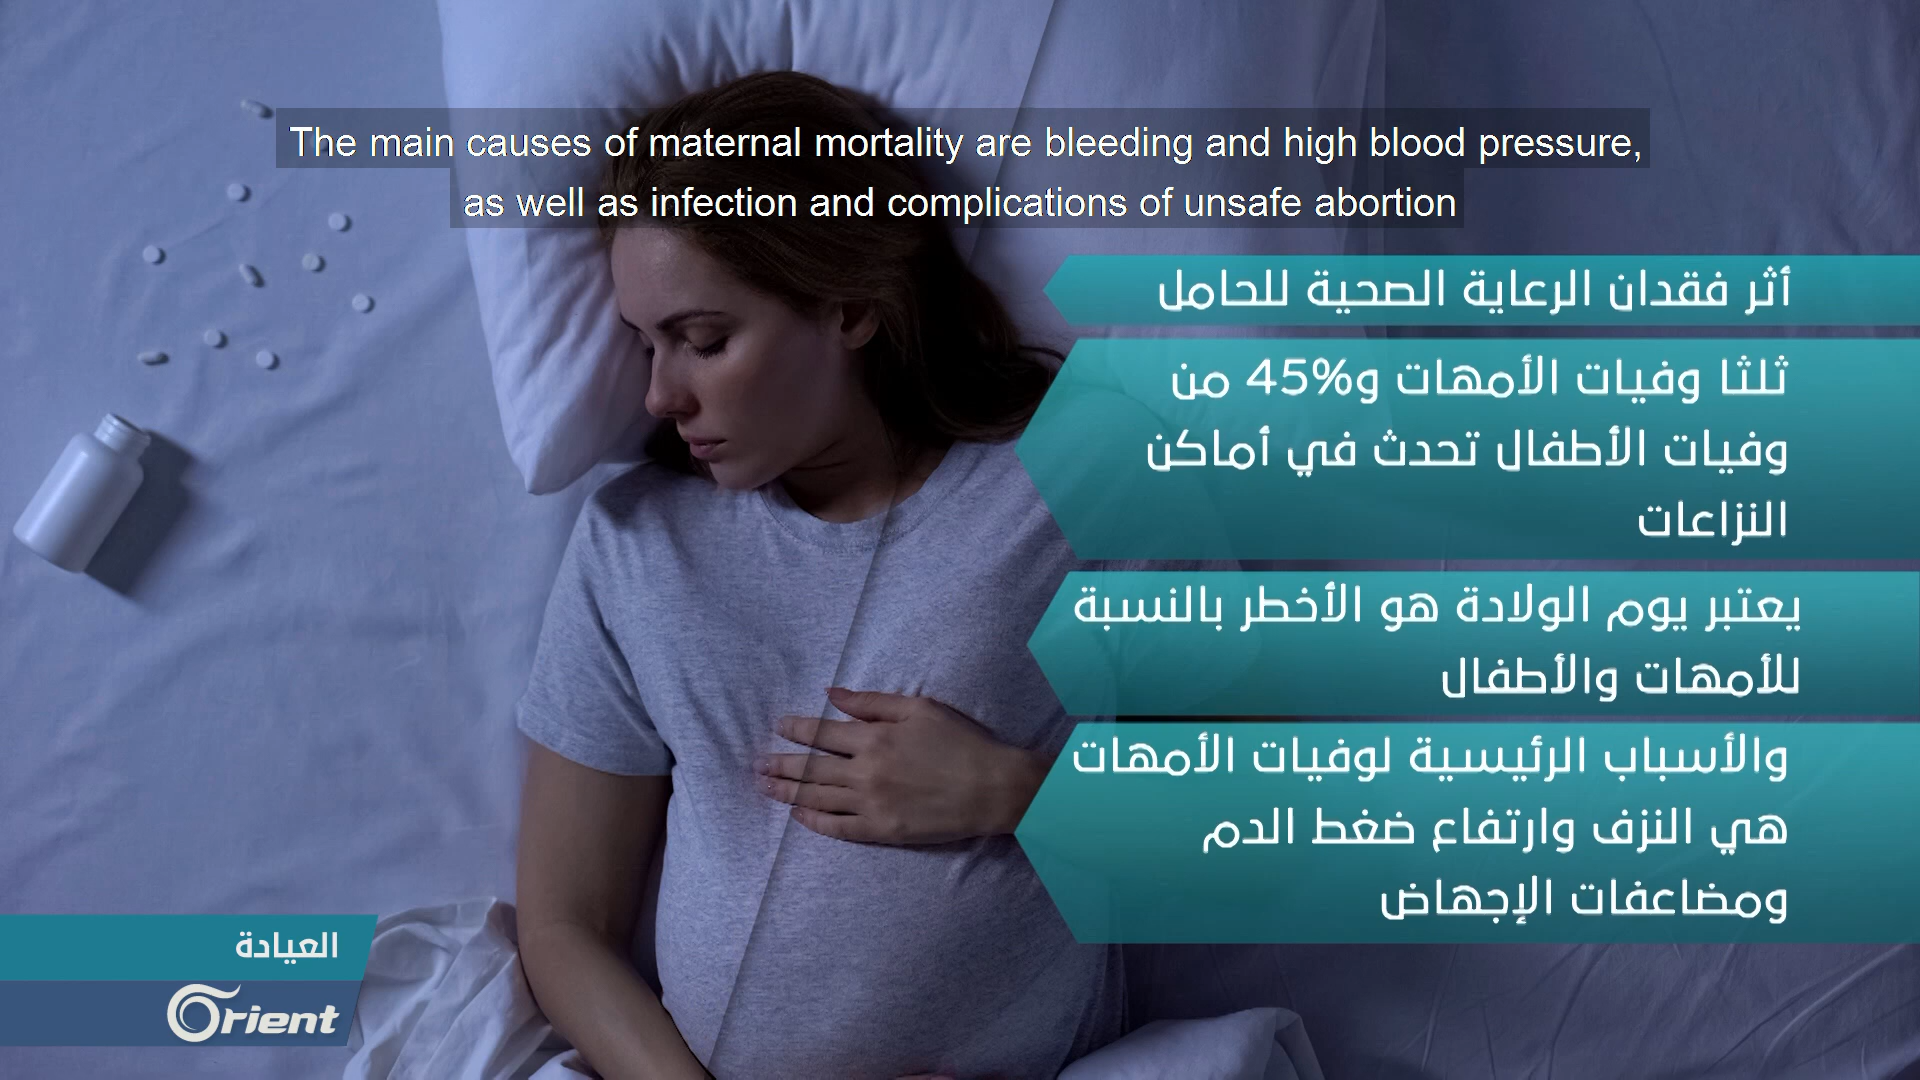 The main causes of maternal mortality are bleeding and high blood pressure,
as well as infection and complications of unsafe abortion
أثر فقدان الرعاية الصحية للحامل
ثلثا وفيات الأمهات و45% من
وفيات الأطفال تحدث في أماكن
النزاعات
يعتبر يوم الولادة هو الأخطر بالنسبة
للأمهات والأطفال
والأسباب الرئيسية لوفيات الأمهات
هي النزف وارتفاع ضغط الدم
ومضاعفات الإجهاض
العيادة
Orient